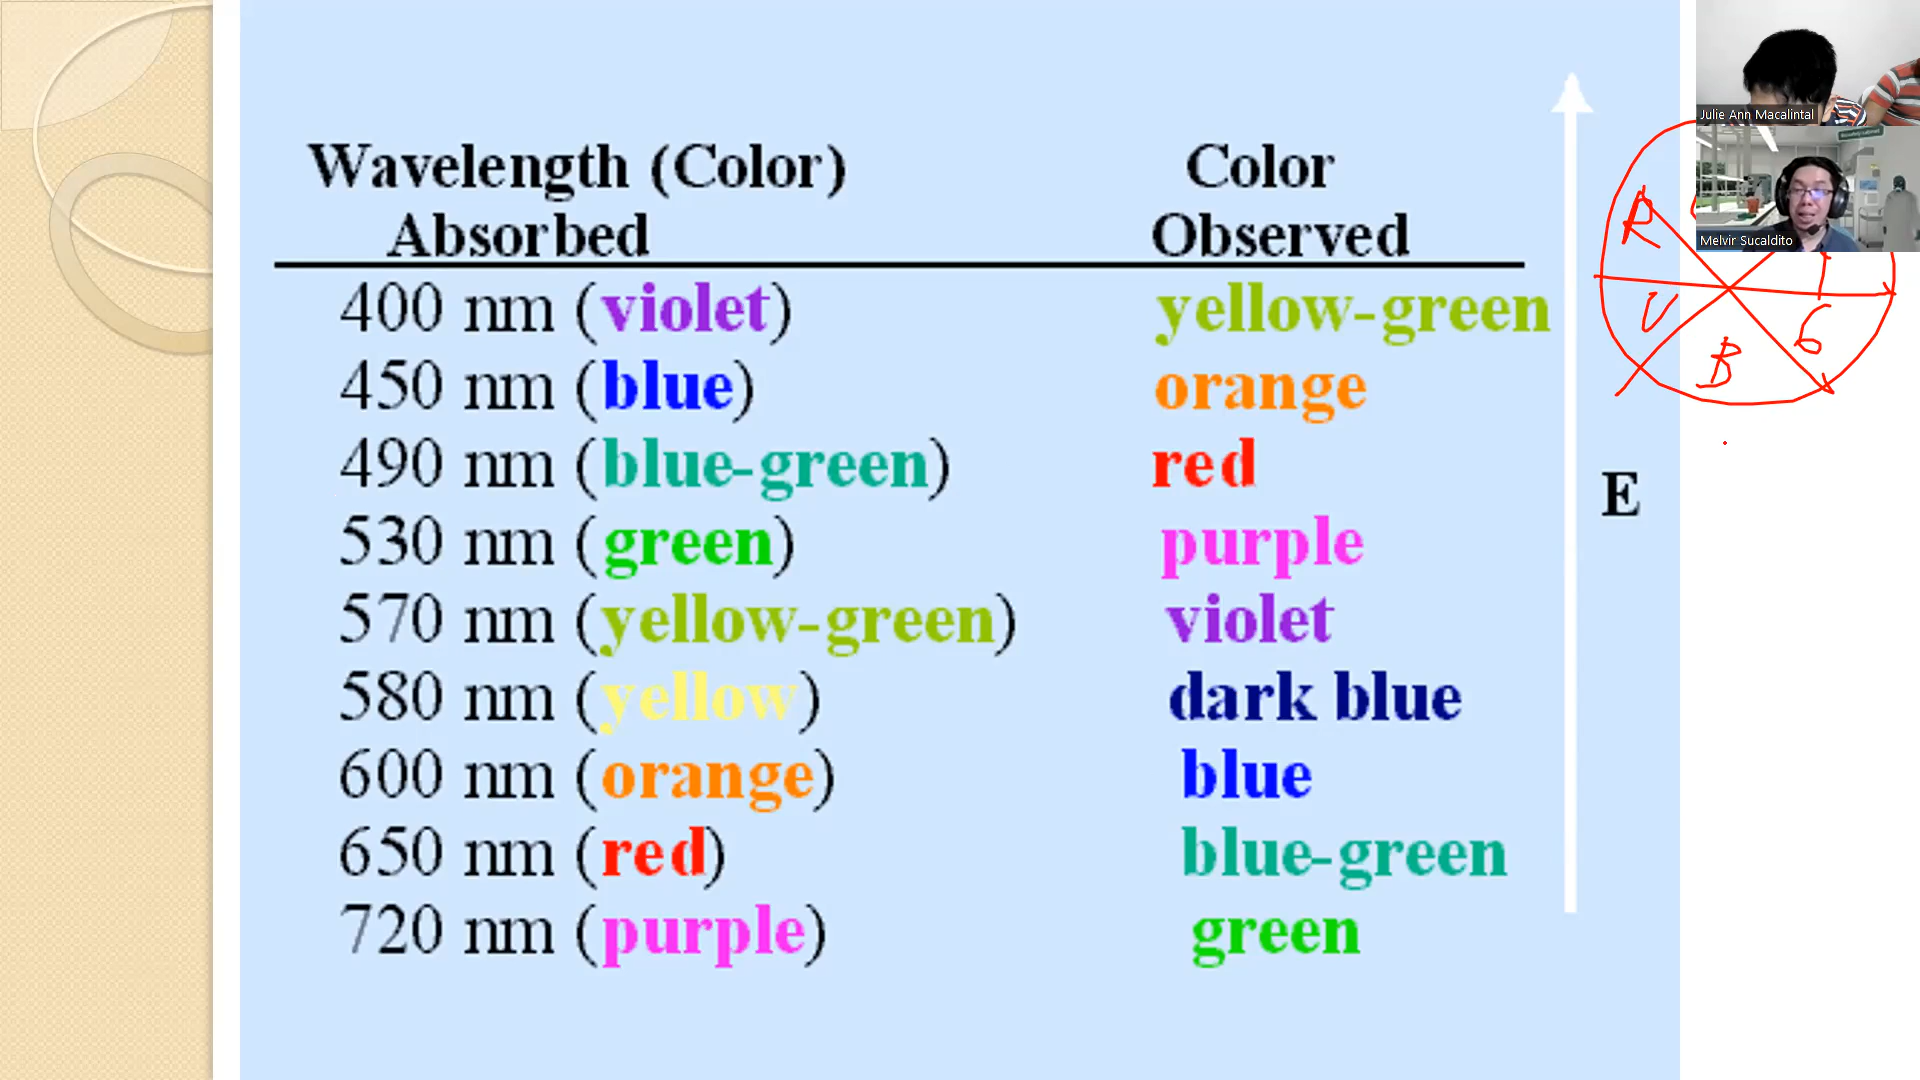 Wavelength (Color) Color
Absorbed Observed
400 nm (violet) yellow-green
450 nm (blue) orange
490 nm (blue-green) red
530 nm (green) purple
570 nm (yellow-green) violet
580 nm (yellow) dark blue
600 nm (orange) blue
650 nm (red) blue-green
720 nm (purple) green
E
Julie Ann Macalintal
Melvir Sucaldito
R
V
B
G